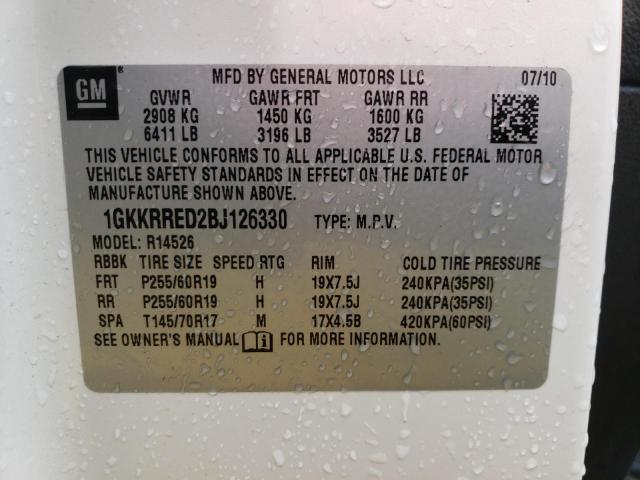 GM
MFD BY GENERAL MOTORS LLC 07/10
GVWR GAWR FRT GAWR RR
2908 KG 1450 KG 1600 KG
6411 LB 3196 LB 3527 LB
THIS VEHICLE CONFORMS TO ALL APPLICABLE U.S. FEDERAL MOTOR
VEHICLE SAFETY STANDARDS IN EFFECT ON THE DATE OF
MANUFACTURE SHOWN ABOVE.
1GKKRRED2BJ126330 TYPE: M.P.V.
MODEL: R14526
RBBK TIRE SIZE SPEED RTG RIM COLD TIRE PRESSURE
FRT P255/60R19 H 19X7.5J 240KPA(35PSI)
RR P255/60R19 H 19X7.5J 240KPA(35PSI)
SPA T145/70R17 M 17X4.5B 420KPA(60PSI)
SEE OWNER'S MANUAL FOR MORE INFORMATION.